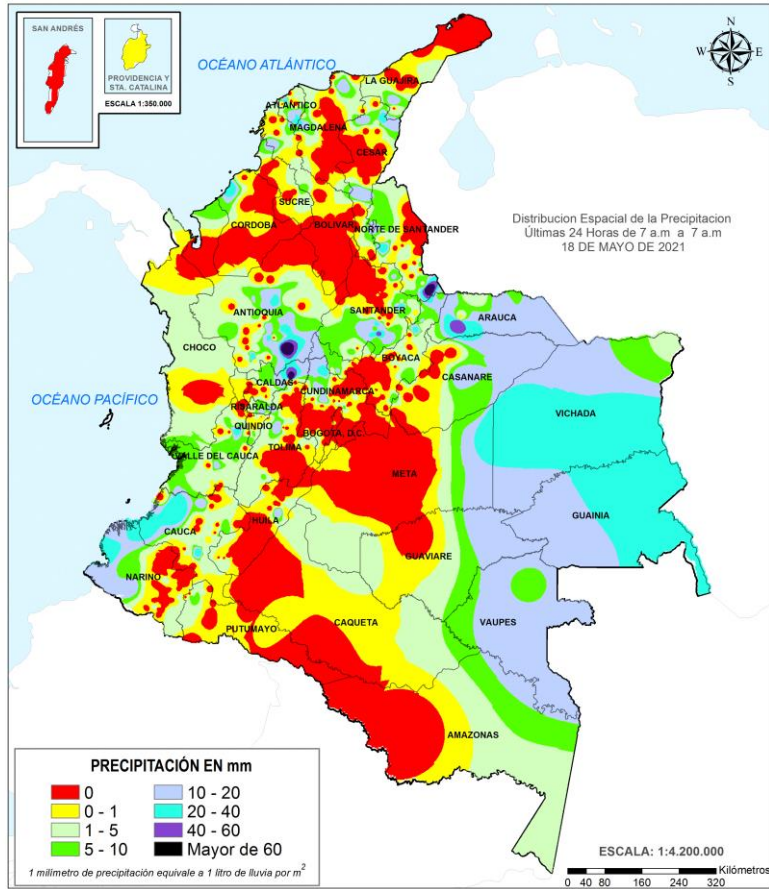 SAN ANDRÉS
PROVIDENCIA Y
STA. CATALINA
ESCALA 1:350.000
N
W
E
S
OCÉANO ATLÁNTICO
LA GUAJIRA
ATLANTICO
MAGDALENA
CESAR
SUCRE
CORDOBA
BOLIVAR
NORTE DE SANTANDER
Distribucion Espacial de la Precipitacion
Últimas 24 Horas de 7 a.m a 7 a.m
18 DE MAYO DE 2021
ANTIOQUIA
SANTANDER
ARAUCA
CHOCO
BOYACA
CASANARE
OCÉANO PACÍFICO
CALDAS
CUNDINAMARCA
VICHADA
RISARALDA
QUINDIO
BOGOTA, D.C.
TOLIMA
VALLE DEL CAUCA
META
GUAINIA
CAUCA
HUILA
GUAVIARE
NARIÑO
VAUPES
PUTUMAYO
CAQUETA
AMAZONAS
PRECIPITACIÓN EN mm
0
10 - 20
0 - 1
20 - 40
1 - 5
40 - 60
5 - 10
Mayor de 60
1 milímetro de precipitación equivale a 1 litro de lluvia por m²
ESCALA: 1:4.200.000
Kilómetros
0 40 80 160 240 320